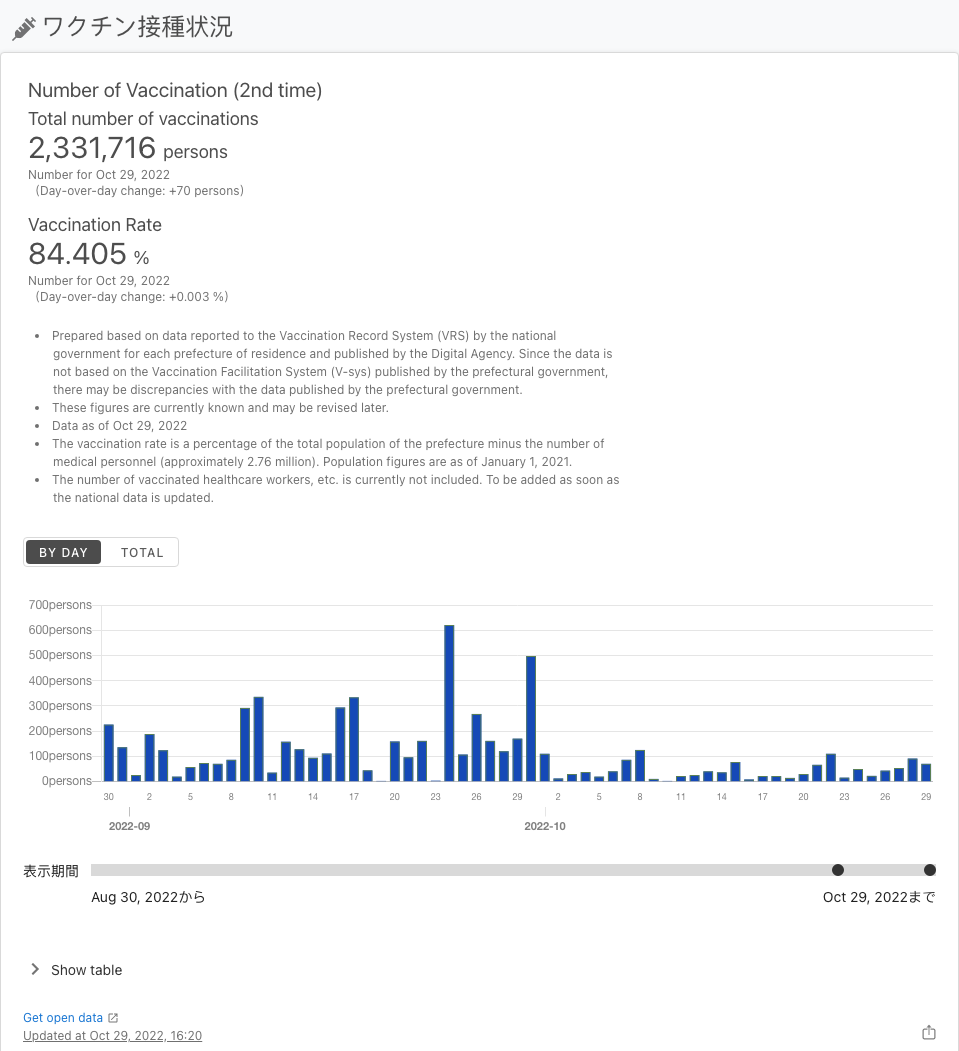 ワクチン接種状況
Number of Vaccination (2nd time)
Total number of vaccinations
2,331,716 persons
Number for Oct 29, 2022
(Day-over-day change: +70 persons)
Vaccination Rate
84.405 %
Number for Oct 29, 2022
(Day-over-day change: +0.003 %)
• Prepared based on data reported to the Vaccination Record System (VRS) by the national
government for each prefecture of residence and published by the Digital Agency. Since the data is
not based on the Vaccination Facilitation System (V-sys) published by the prefectural government,
there may be discrepancies with the data published by the prefectural government.
• These figures are currently known and may be revised later.
• Data as of Oct 29, 2022
• The vaccination rate is a percentage of the total population of the prefecture minus the number of
medical personnel (approximately 2.76 million). Population figures are as of January 1, 2021.
• The number of vaccinated healthcare workers, etc. is currently not included. To be added as soon as
the national data is updated.
BY DAY TOTAL
700persons
600persons
500persons
400persons
300persons
200persons
100persons
0persons
30 2 5 8 11 14 17 20 23 26 29 2 5 8 11 14 17 20 23 26 29
2022-09 2022-10
表示期間
Aug 30, 2022から Oct 29, 2022まで
Show table
Get open data
Updated at Oct 29, 2022, 16:20